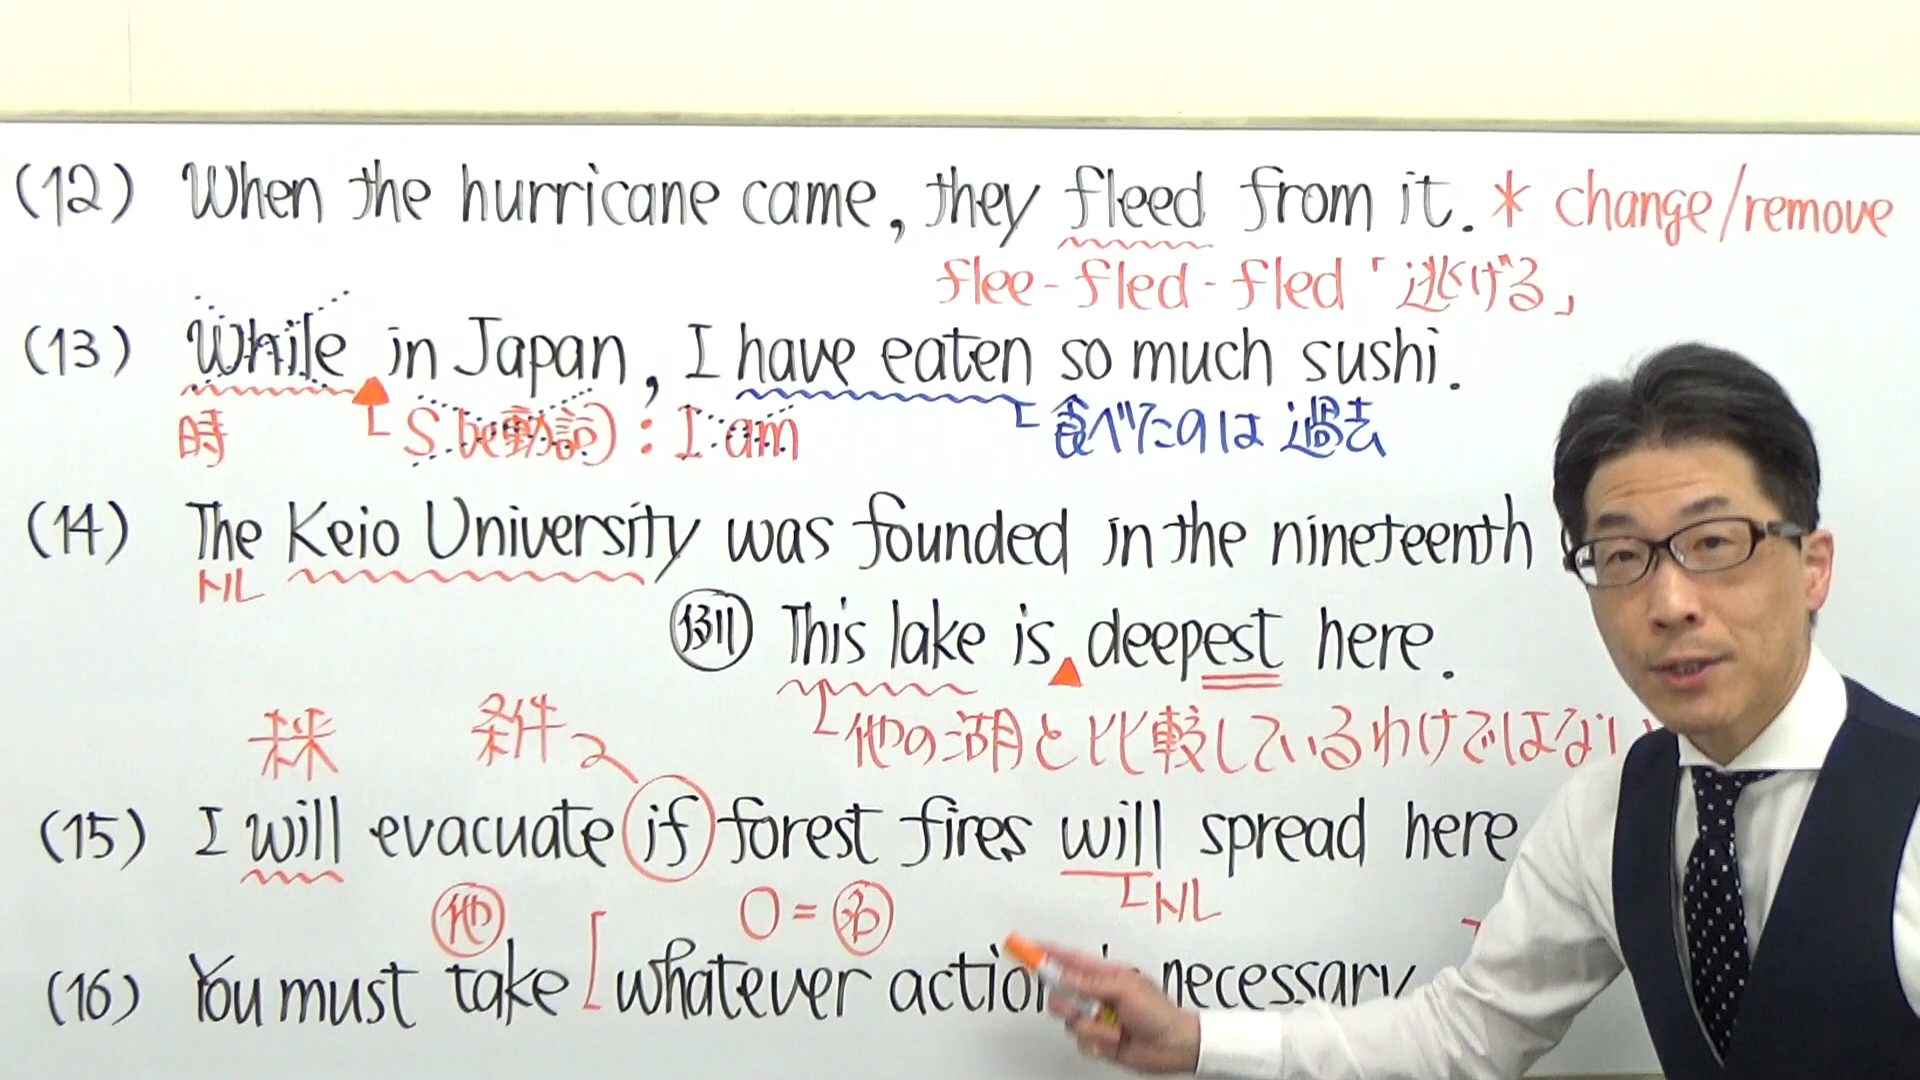 (12) When the hurricane came, they fleed from it. * change/remove
flee - fled - fled 「逃げる」
(13) While in Japan, I have eaten so much sushi.
時 S be動詞) : I am 食べたのは過去
(14) The Keio University was founded in the nineteenth
トル
例 This lake is deepest here.
他の湖と比較しているわけではない
未 条件
(15) I will evacuate if forest fires will spread here
トル
他 O = 名
(16) You must take [whatever action necessary